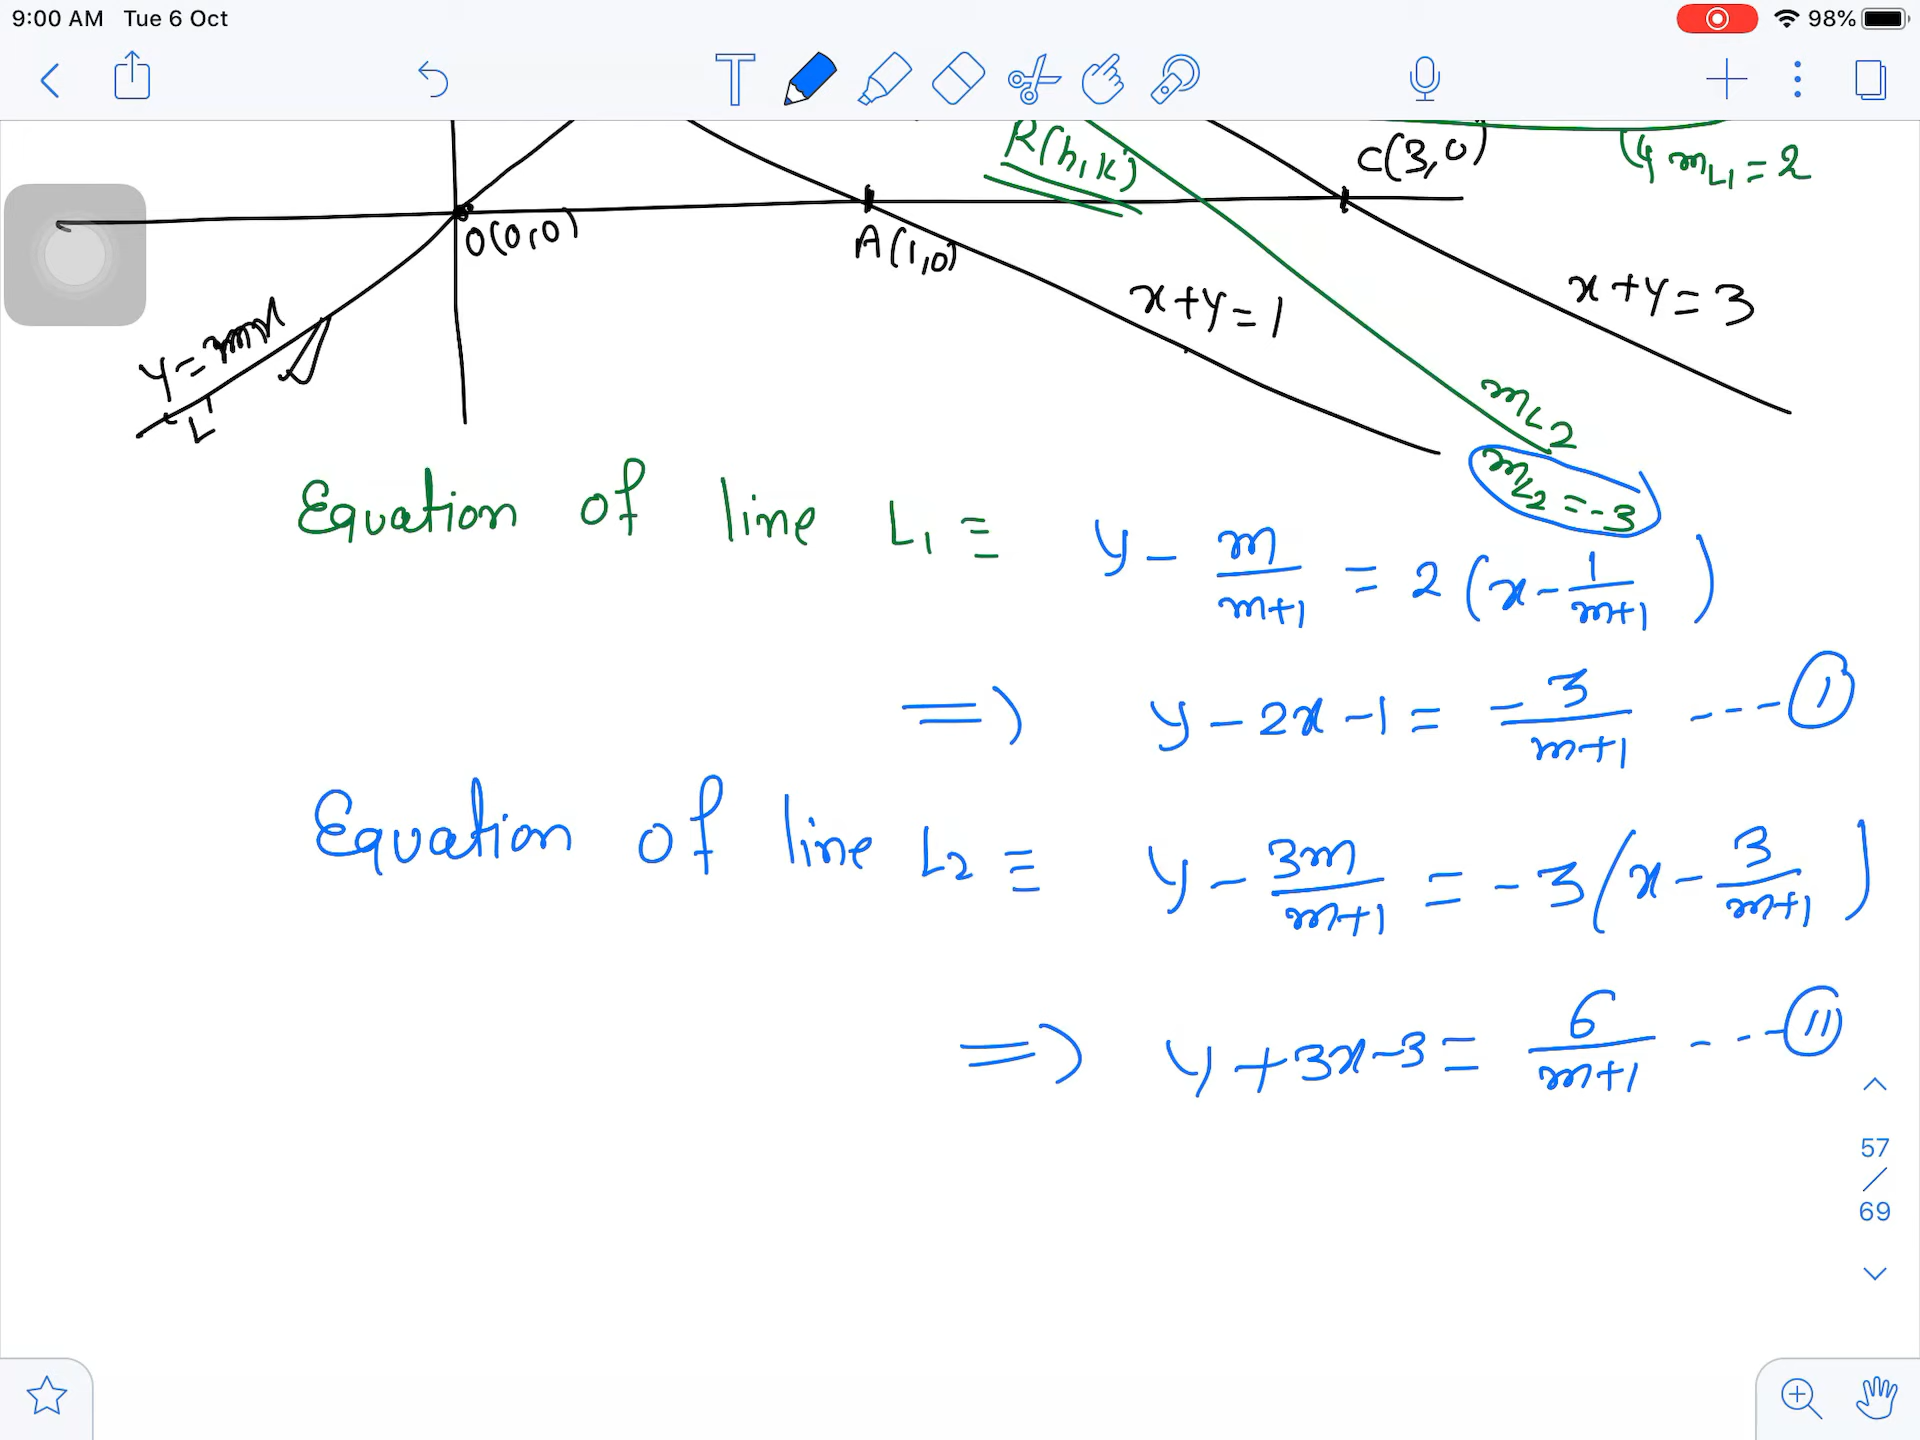 9:00 AM Tue 6 Oct 98%
R(h,k)
C(3,0)
m_L1 = 2
O(0,0)
A(1,0)
x+y=1
x+y=3
y=mx
L
m_L2
m_L2 = -3
Equation of line L₁ ≡ y - m/(m+1) = 2(x - 1/(m+1))
=> y - 2x - 1 = -3/(m+1) --- (I)
Equation of line L₂ ≡ y - 3m/(m+1) = -3(x - 3/(m+1))
=> y + 3x - 3 = 6/(m+1) --- (II)
57
/
69